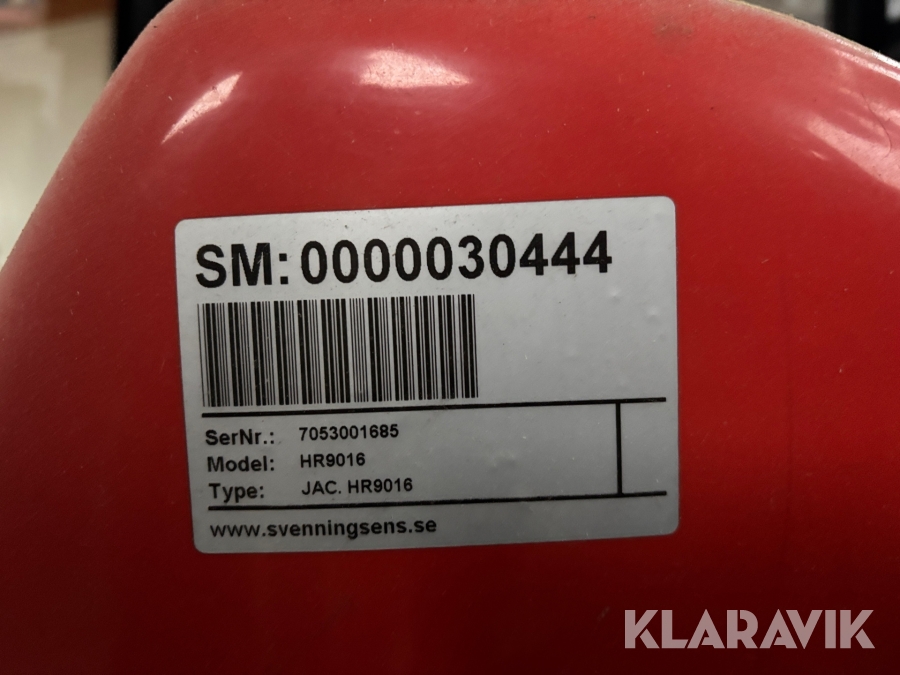 SM: 0000030444
SerNr.: 7053001685
Model: HR9016
Type: JAC. HR9016
www.svenningsens.se
KLARAVIK